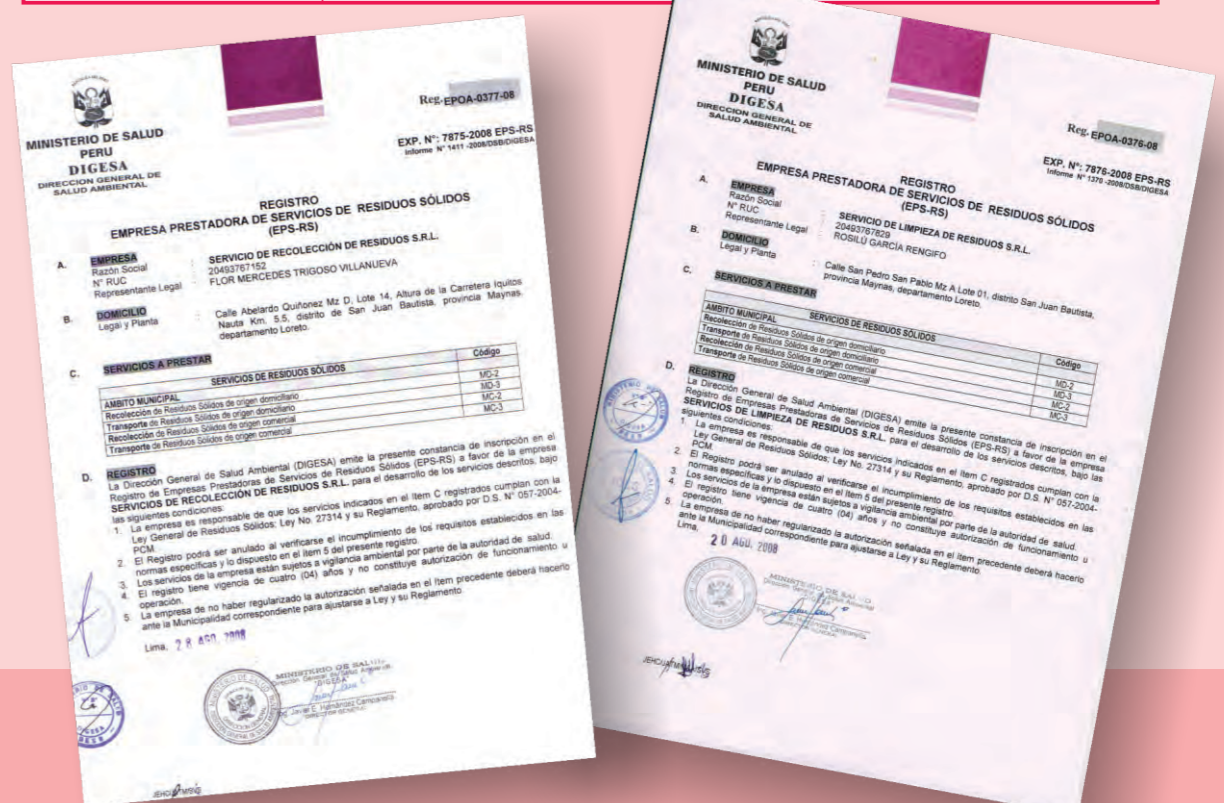 MINISTERIO DE SALUD
PERU
DIGESA
DIRECCION GENERAL DE
SALUD AMBIENTAL
Reg. EPOA-0377-08
EXP. N°: 7875-2008 EPS-RS
Informe N° 1411 -2008/DSB/DIGESA
REGISTRO
EMPRESA PRESTADORA DE SERVICIOS DE RESIDUOS SÓLIDOS
(EPS-RS)
A. EMPRESA
Razón Social : SERVICIO DE RECOLECCIÓN DE RESIDUOS S.R.L.
N° RUC : 20493767152
Representante Legal : FLOR MERCEDES TRIGOSO VILLANUEVA
B. DOMICILIO
Legal y Planta : Calle Abelardo Quiñonez Mz D, Lote 14, Altura de la Carretera Iquitos
Nauta Km. 5.5, distrito de San Juan Bautista, provincia Maynas,
departamento Loreto.
C. SERVICIOS A PRESTAR
SERVICIOS DE RESIDUOS SÓLIDOS Código
AMBITO MUNICIPAL
Recolección de Residuos Sólidos de origen domiciliario MD-2
Transporte de Residuos Sólidos de origen domiciliario MD-3
Recolección de Residuos Sólidos de origen comercial MC-2
Transporte de Residuos Sólidos de origen comercial MC-3
D. REGISTRO
La Dirección General de Salud Ambiental (DIGESA) emite la presente constancia de inscripción en el
Registro de Empresas Prestadoras de Servicios de Residuos Sólidos (EPS-RS) a favor de la empresa
SERVICIOS DE RECOLECCIÓN DE RESIDUOS S.R.L. para el desarrollo de los servicios descritos, bajo
las siguientes condiciones:
1. La empresa es responsable de que los servicios indicados en el Item C registrados cumplan con la
Ley General de Residuos Sólidos: Ley No. 27314 y su Reglamento, aprobado por D.S. N° 057-2004-
PCM.
2. El Registro podrá ser anulado al verificarse el incumplimiento de los requisitos establecidos en las
normas específicas y lo dispuesto en el item 5 del presente registro.
3. Los servicios de la empresa están sujetos a vigilancia ambiental por parte de la autoridad de salud.
4. El registro tiene vigencia de cuatro (04) años y no constituye autorización de funcionamiento u
operación.
5 La empresa de no haber regularizado la autorización señalada en el Item precedente deberá hacerlo
ante la Municipalidad correspondiente para ajustarse a Ley y su Reglamento.
Lima, 28 AGO. 2008
MINISTERIO DE SALUD
Dirección General de Salud Ambiental
"DIGESA"
Javier E. Hernández Campanella
DIRECTOR GENERAL
MINISTERIO DE SALUD
PERU
DIGESA
DIRECCION GENERAL DE
SALUD AMBIENTAL
Reg. EPOA-0376-08
EXP. N°: 7876-2008 EPS-RS
Informe N° 1370 -2008/DSB/DIGESA
REGISTRO
EMPRESA PRESTADORA DE SERVICIOS DE RESIDUOS SÓLIDOS
(EPS-RS)
A. EMPRESA
Razón Social : SERVICIO DE LIMPIEZA DE RESIDUOS S.R.L.
N° RUC : 20493767829
Representante Legal : ROSILÚ GARCÍA RENGIFO
B. DOMICILIO
Legal y Planta : Calle San Pedro San Pablo Mz A Lote 01, distrito San Juan Bautista,
provincia Maynas, departamento Loreto.
C. SERVICIOS A PRESTAR
SERVICIOS DE RESIDUOS SÓLIDOS Código
AMBITO MUNICIPAL
Recolección de Residuos Sólidos de origen domiciliario MD-2
Transporte de Residuos Sólidos de origen domiciliario MD-3
Recolección de Residuos Sólidos de origen comercial MC-2
Transporte de Residuos Sólidos de origen comercial MC-3
D. REGISTRO
La Dirección General de Salud Ambiental (DIGESA) emite la presente constancia de inscripción en el
Registro de Empresas Prestadoras de Servicios de Residuos Sólidos (EPS-RS) a favor de la empresa
SERVICIOS DE LIMPIEZA DE RESIDUOS S.R.L. para el desarrollo de los servicios descritos, bajo las
siguientes condiciones:
1. La empresa es responsable de que los servicios indicados en el Item C registrados cumplan con la
Ley General de Residuos Sólidos; Ley No. 27314 y su Reglamento, aprobado por D.S. N° 057-2004-
PCM.
2. El Registro podrá ser anulado al verificarse el incumplimiento de los requisitos establecidos en las
normas específicas y lo dispuesto en el item 5 del presente registro.
3. Los servicios de la empresa están sujetos a vigilancia ambiental por parte de la autoridad de salud.
4. El registro tiene vigencia de cuatro (04) años y no constituye autorización de funcionamiento u
operación.
5. La empresa de no haber regularizado la autorización señalada en el item precedente deberá hacerlo
ante la Municipalidad correspondiente para ajustarse a Ley y su Reglamento.
Lima, 20 AGO. 2008
MINISTERIO DE SALUD
Dirección General de Salud Ambiental
Hernández Campanella